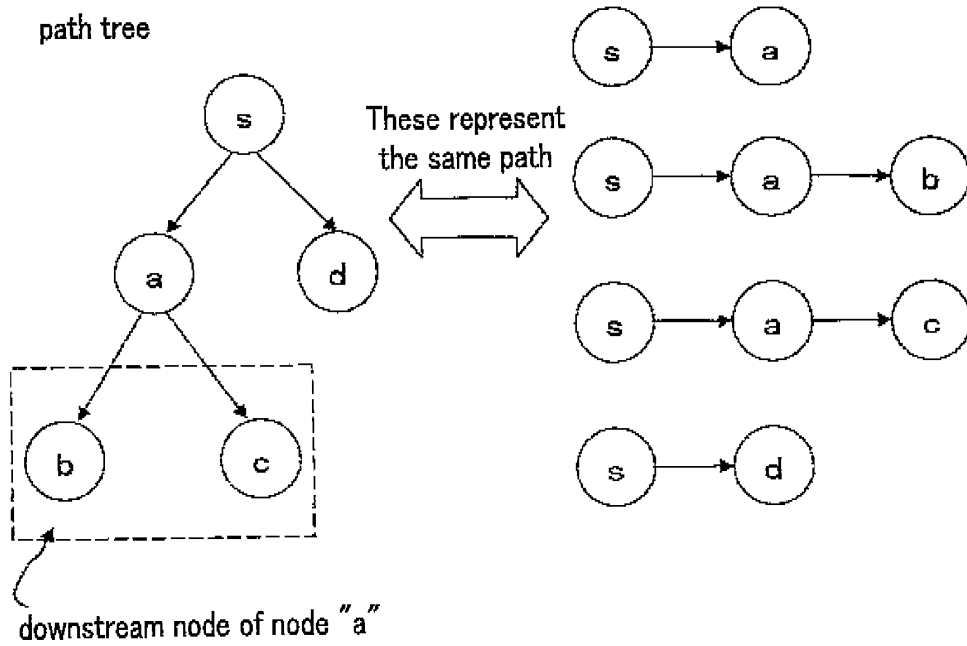 path tree
s
a
d
b
c
downstream node of node "a"
These represent
the same path
s a
s a b
s a c
s d